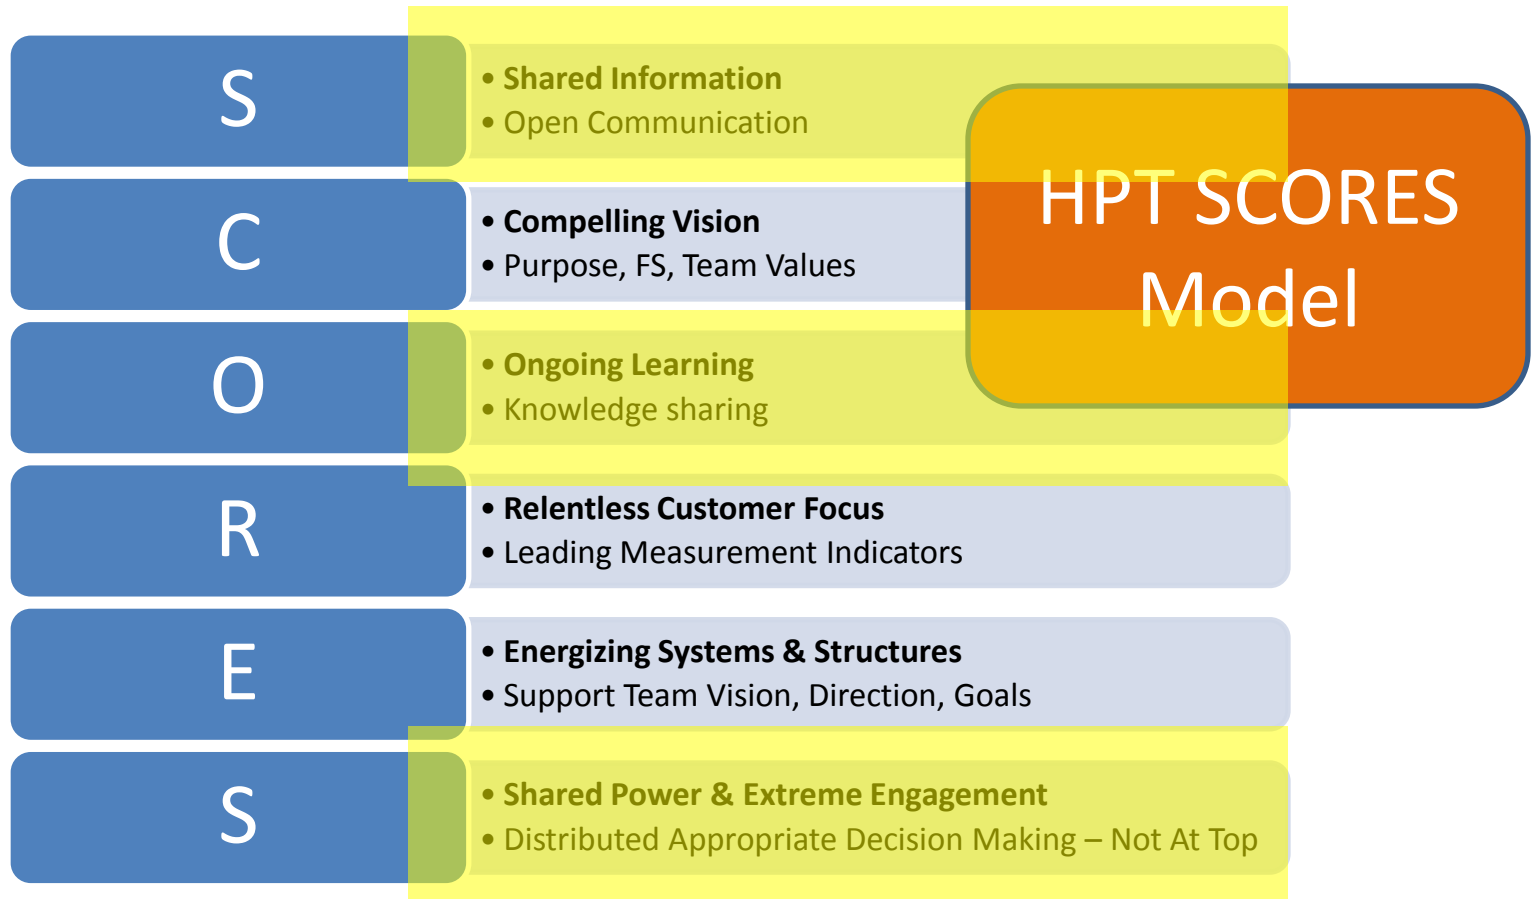 S
• Shared Information
• Open Communication
HPT SCORES
Model
C
• Compelling Vision
• Purpose, FS, Team Values
O
• Ongoing Learning
• Knowledge sharing
R
• Relentless Customer Focus
• Leading Measurement Indicators
E
• Energizing Systems & Structures
• Support Team Vision, Direction, Goals
S
• Shared Power & Extreme Engagement
• Distributed Appropriate Decision Making – Not At Top